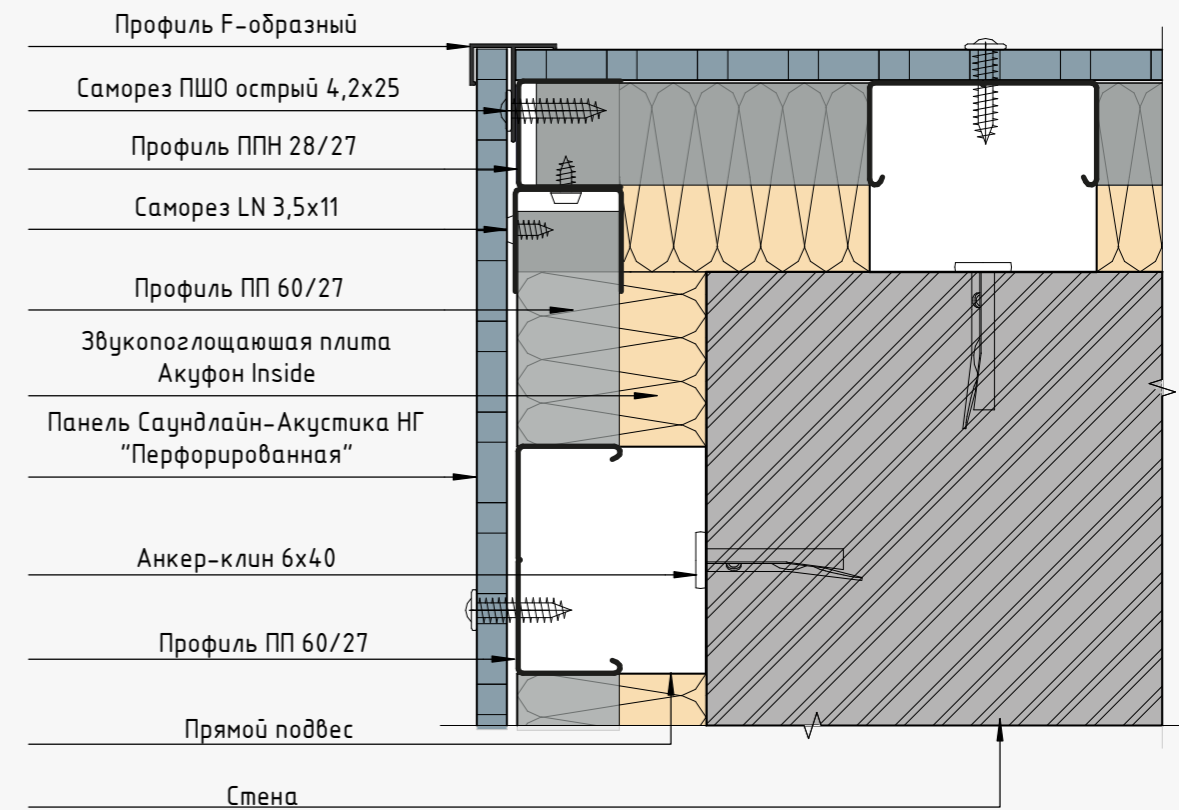 Профиль F-образный
Саморез ПШО острый 4,2х25
Профиль ППН 28/27
Саморез LN 3,5х11
Профиль ПП 60/27
Звукопоглощаюшая плита
Акуфон Inside
Панель Саундлайн-Акустика НГ
"Перфорированная"
Анкер-клин 6х40
Профиль ПП 60/27
Прямой подвес
Стена